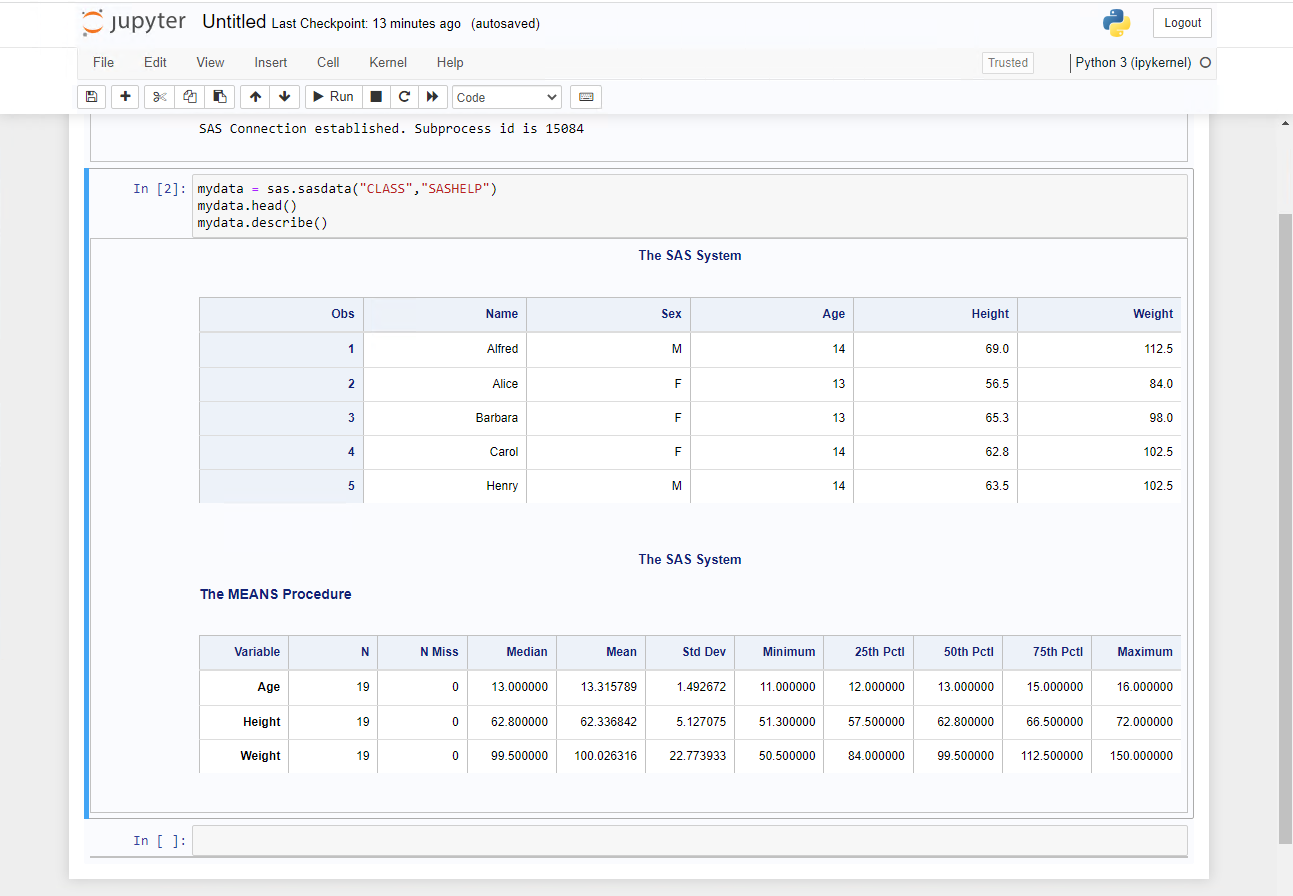 jupyter Untitled Last Checkpoint: 13 minutes ago (autosaved) Logout
File Edit View Insert Cell Kernel Help Trusted Python 3 (ipykernel)
Run Code
SAS Connection established. Subprocess id is 15084
In [2]: mydata = sas.sasdata("CLASS","SASHELP")
mydata.head()
mydata.describe()
The SAS System
Obs Name Sex Age Height Weight
1 Alfred M 14 69.0 112.5
2 Alice F 13 56.5 84.0
3 Barbara F 13 65.3 98.0
4 Carol F 14 62.8 102.5
5 Henry M 14 63.5 102.5
The SAS System
The MEANS Procedure
Variable N N Miss Median Mean Std Dev Minimum 25th Pctl 50th Pctl 75th Pctl Maximum
Age 19 0 13.000000 13.315789 1.492672 11.000000 12.000000 13.000000 15.000000 16.000000
Height 19 0 62.800000 62.336842 5.127075 51.300000 57.500000 62.800000 66.500000 72.000000
Weight 19 0 99.500000 100.026316 22.773933 50.500000 84.000000 99.500000 112.500000 150.000000
In [ ]: